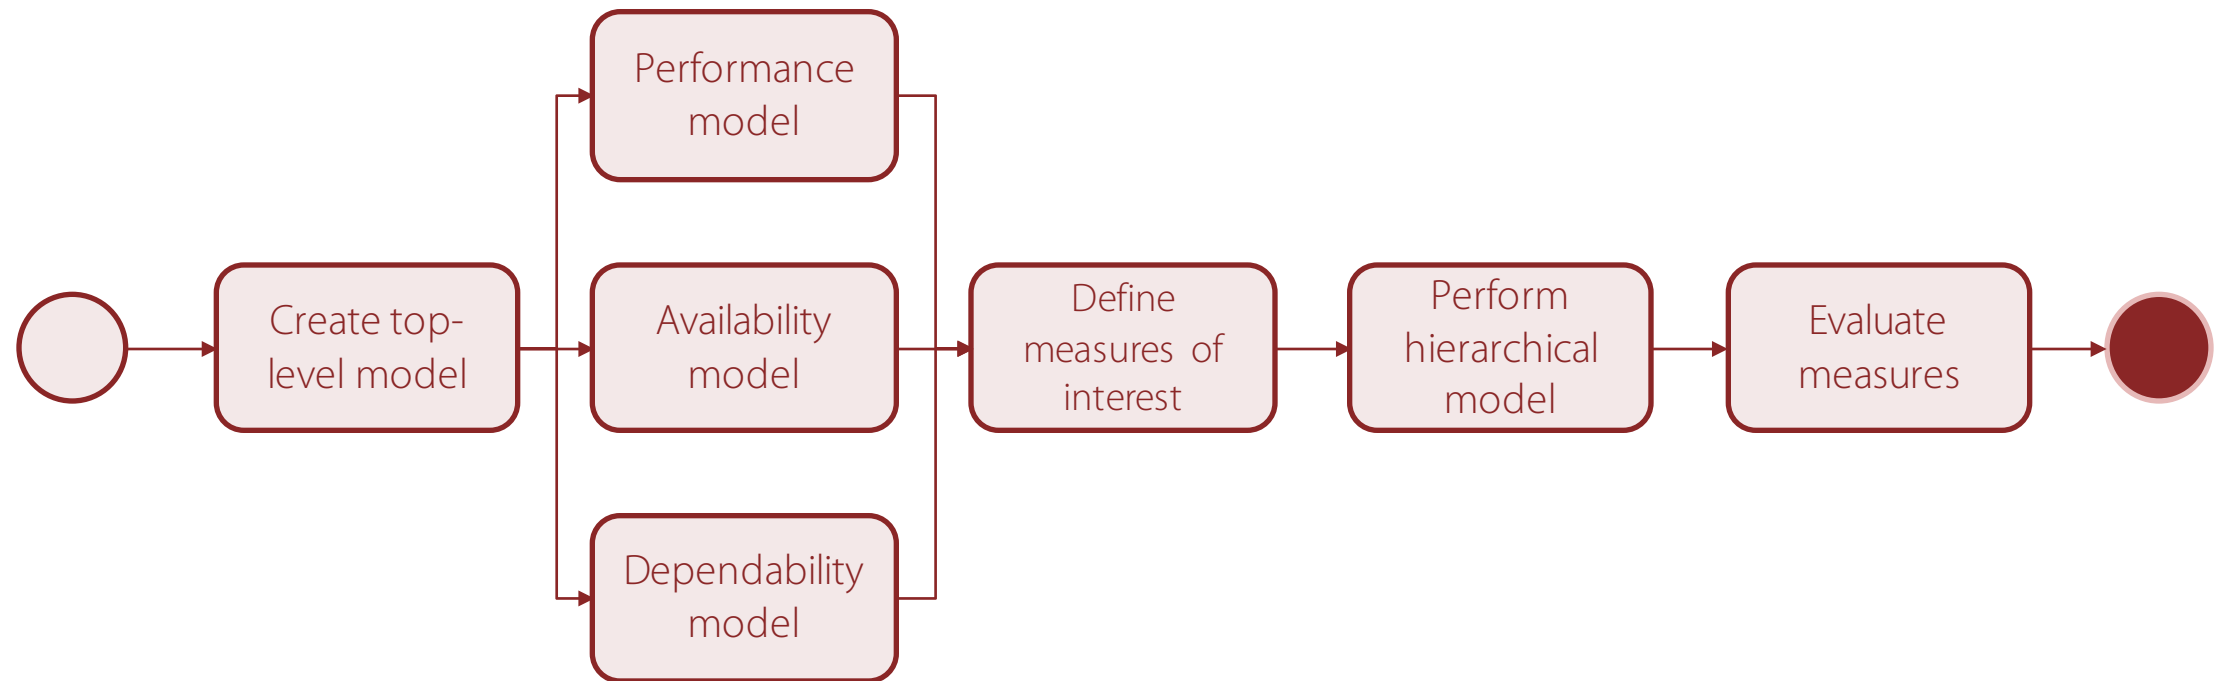 Create top-
level model
Performance
model
Availability
model
Dependability
model
Define
measures of
interest
Perform
hierarchical
model
Evaluate
measures